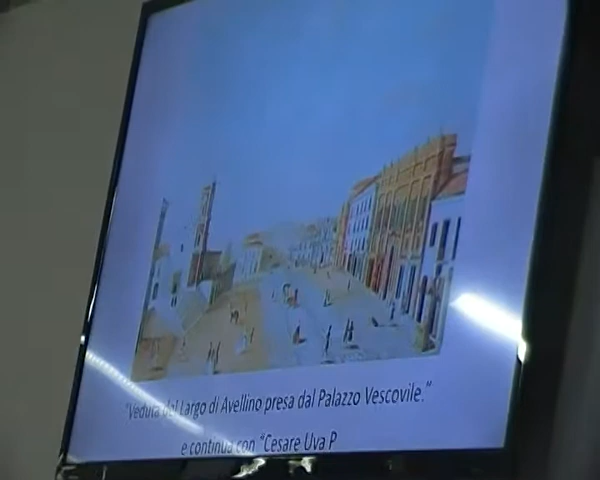 "Veduta del Largo di Avellino presa dal Palazzo Vescovile."
e continua con "Cesare Uva P